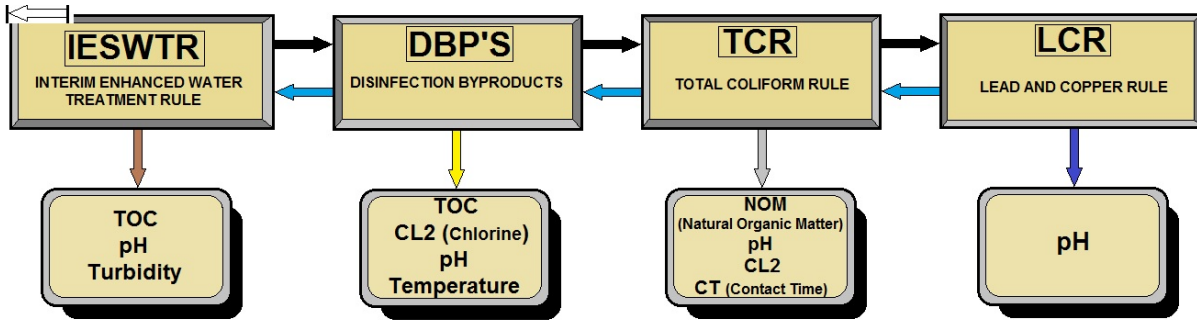 IESWTR
INTERIM ENHANCED WATER
TREATMENT RULE
DBP'S
DISINFECTION BYPRODUCTS
TCR
TOTAL COLIFORM RULE
LCR
LEAD AND COPPER RULE
TOC
pH
Turbidity
TOC
CL2 (Chlorine)
pH
Temperature
NOM
(Natural Organic Matter)
pH
CL2
CT (Contact Time)
pH